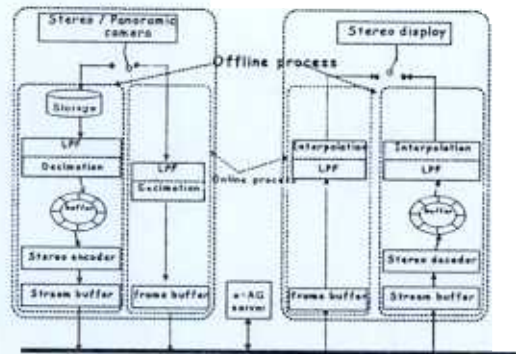 Stereo / Panoramic
camera
Stereo display
Offline process
Storage
LPF
Decimation
LPF
Decimation
Interpolation
LPF
Interpolation
LPF
Online process
buffer
buffer
Stereo encoder
Stereo decoder
Stream buffer
frame buffer
e-AG
server
frame buffer
Stream buffer